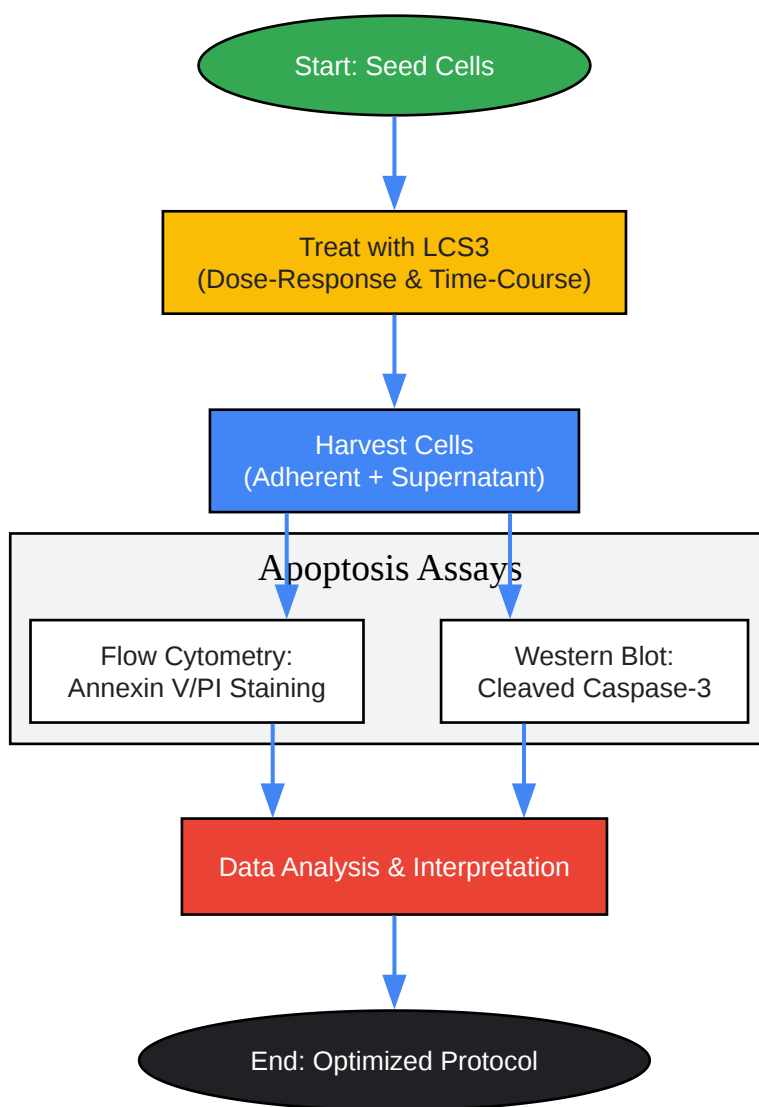 Start: Seed Cells
Treat with LCS3
(Dose-Response & Time-Course)
Harvest Cells
(Adherent + Supernatant)
Apoptosis Assays
Flow Cytometry:
Annexin V/PI Staining
Western Blot:
Cleaved Caspase-3
Data Analysis & Interpretation
End: Optimized Protocol